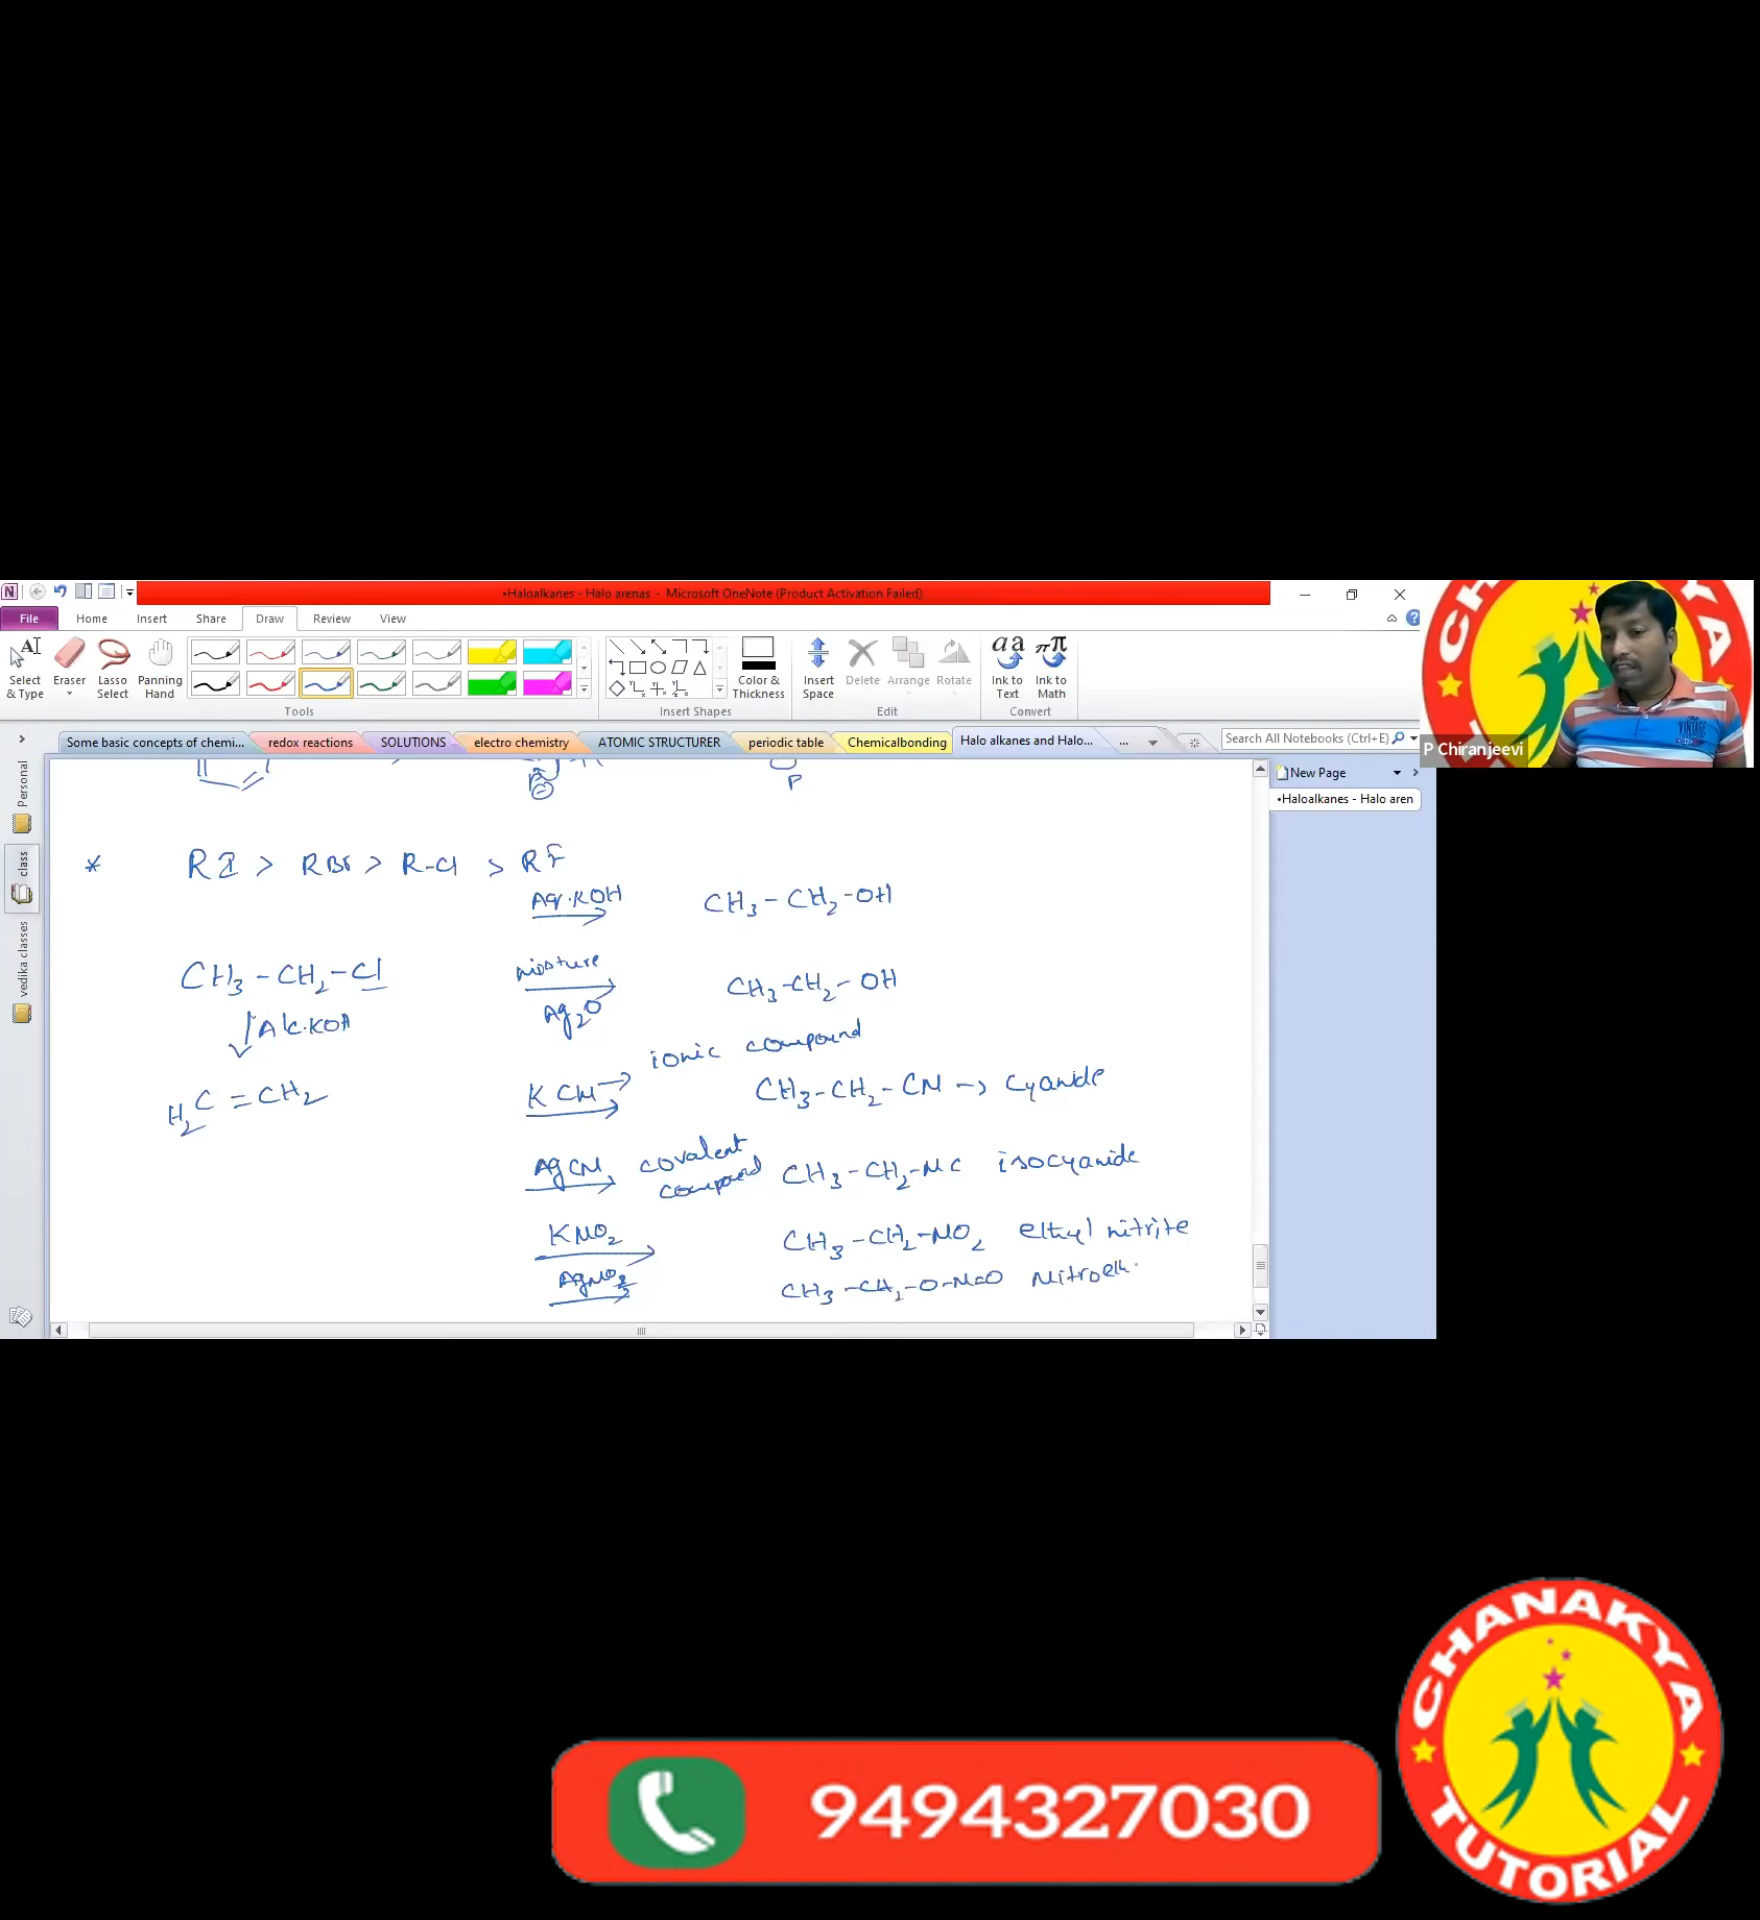 •Haloalkanes - Halo arenas - Microsoft OneNote (Product Activation Failed)
File Home Insert Share Draw Review View
Select & Type
Eraser
Lasso Select
Panning Hand
Color & Thickness
Insert Space
Delete
Arrange
Rotate
Ink to Text
Ink to Math
Tools
Insert Shapes
Edit
Convert
Some basic concepts of chemi... redox reactions SOLUTIONS electro chemistry ATOMIC STRUCTURER periodic table Chemicalbonding Halo alkanes and Halo... ...
Search All Notebooks (Ctrl+E)
P Chiranjeevi
New Page
•Haloalkanes - Halo aren
Personal
class
vedika classes
P
* RI > RBr > R-Cl > RF
Aq.KOH CH3-CH2-OH
CH3-CH2-Cl
moisture
Ag2O
CH3-CH2-OH
Alc.KOH
H2C=CH2
ionic compound
KCN CH3-CH2-CN → Cyanide
AgCN covalent compound CH3-CH2-NC isocyanide
KNO2 CH3-CH2-NO2 ethyl nitrite
AgNO2 CH3-CH2-O-N=O Nitroeth
9494327030
CHANAKYA
TUTORIAL